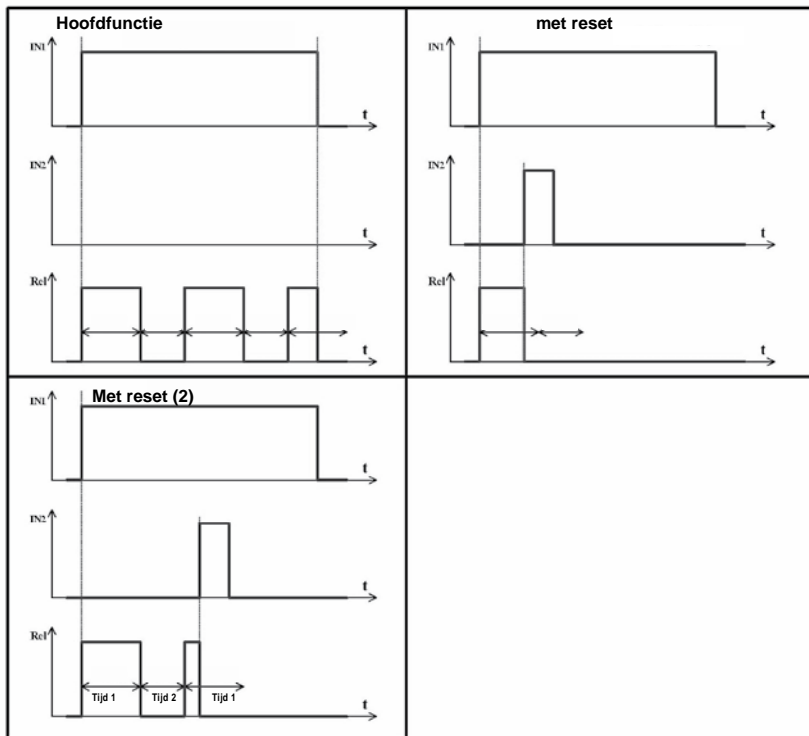 Hoofdfunctie
IN1
t
IN2
t
Rel
t
met reset
IN1
t
IN2
t
Rel
t
Met reset (2)
IN1
t
IN2
t
Rel
Tijd 1 Tijd 2 Tijd 1
t